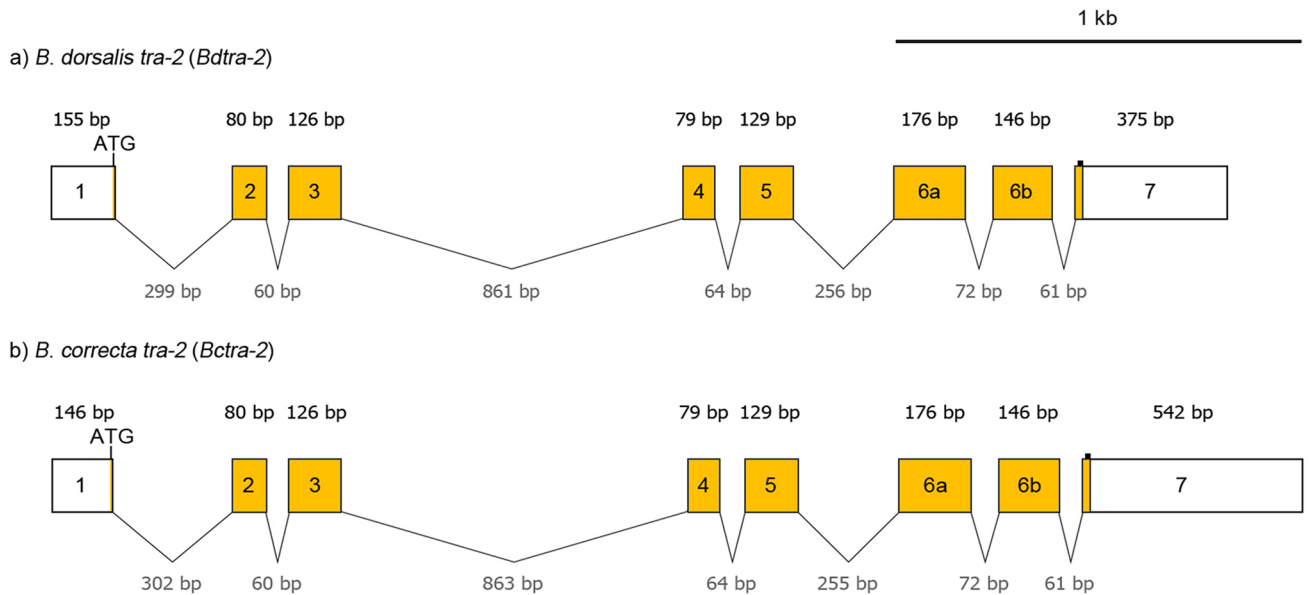 1 kb
a) B. dorsalis tra-2 (Bdtra-2)
155 bp 80 bp 126 bp 79 bp 129 bp 176 bp 146 bp 375 bp
ATG
1 2 3 4 5 6a 6b 7
299 bp 60 bp 861 bp 64 bp 256 bp 72 bp 61 bp
b) B. correcta tra-2 (Bctra-2)
146 bp 80 bp 126 bp 79 bp 129 bp 176 bp 146 bp 542 bp
ATG
1 2 3 4 5 6a 6b 7
302 bp 60 bp 863 bp 64 bp 255 bp 72 bp 61 bp